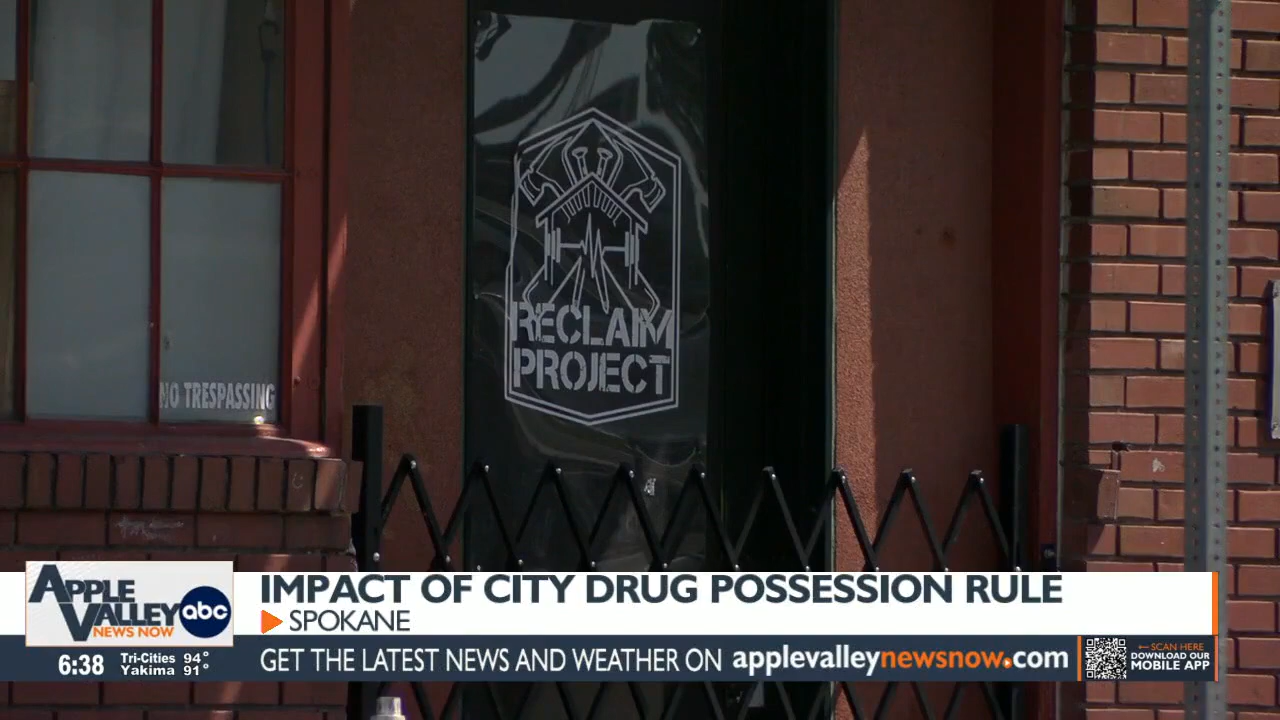 RECLAIM
PROJECT
NO TRESPASSING
APPLE
VALLEY
NEWS NOW
abc
IMPACT OF CITY DRUG POSSESSION RULE
SPOKANE
6:38
Tri-Cities 94°
Yakima 91°
GET THE LATEST NEWS AND WEATHER ON applevalleynewsnow.com
SCAN HERE
DOWNLOAD OUR
MOBILE APP